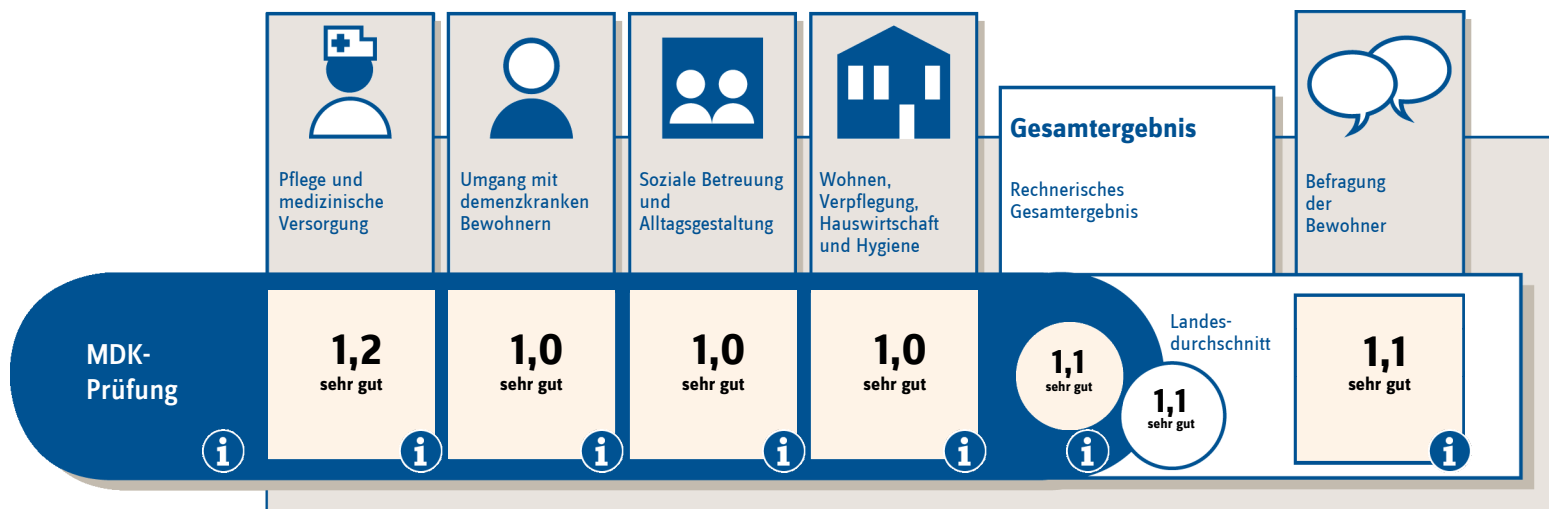 Pflege und
medizinische
Versorgung
Umgang mit
demenzkranken
Bewohnern
Soziale Betreuung
und
Alltagsgestaltung
Wohnen,
Verpflegung,
Hauswirtschaft
und Hygiene
Gesamtergebnis
Rechnerisches
Gesamtergebnis
Befragung
der
Bewohner
MDK-
Prüfung
i
1,2
sehr gut
i
1,0
sehr gut
i
1,0
sehr gut
i
1,0
sehr gut
i
1,1
sehr gut
i
Landes-
durchschnitt
1,1
sehr gut
1,1
sehr gut
i